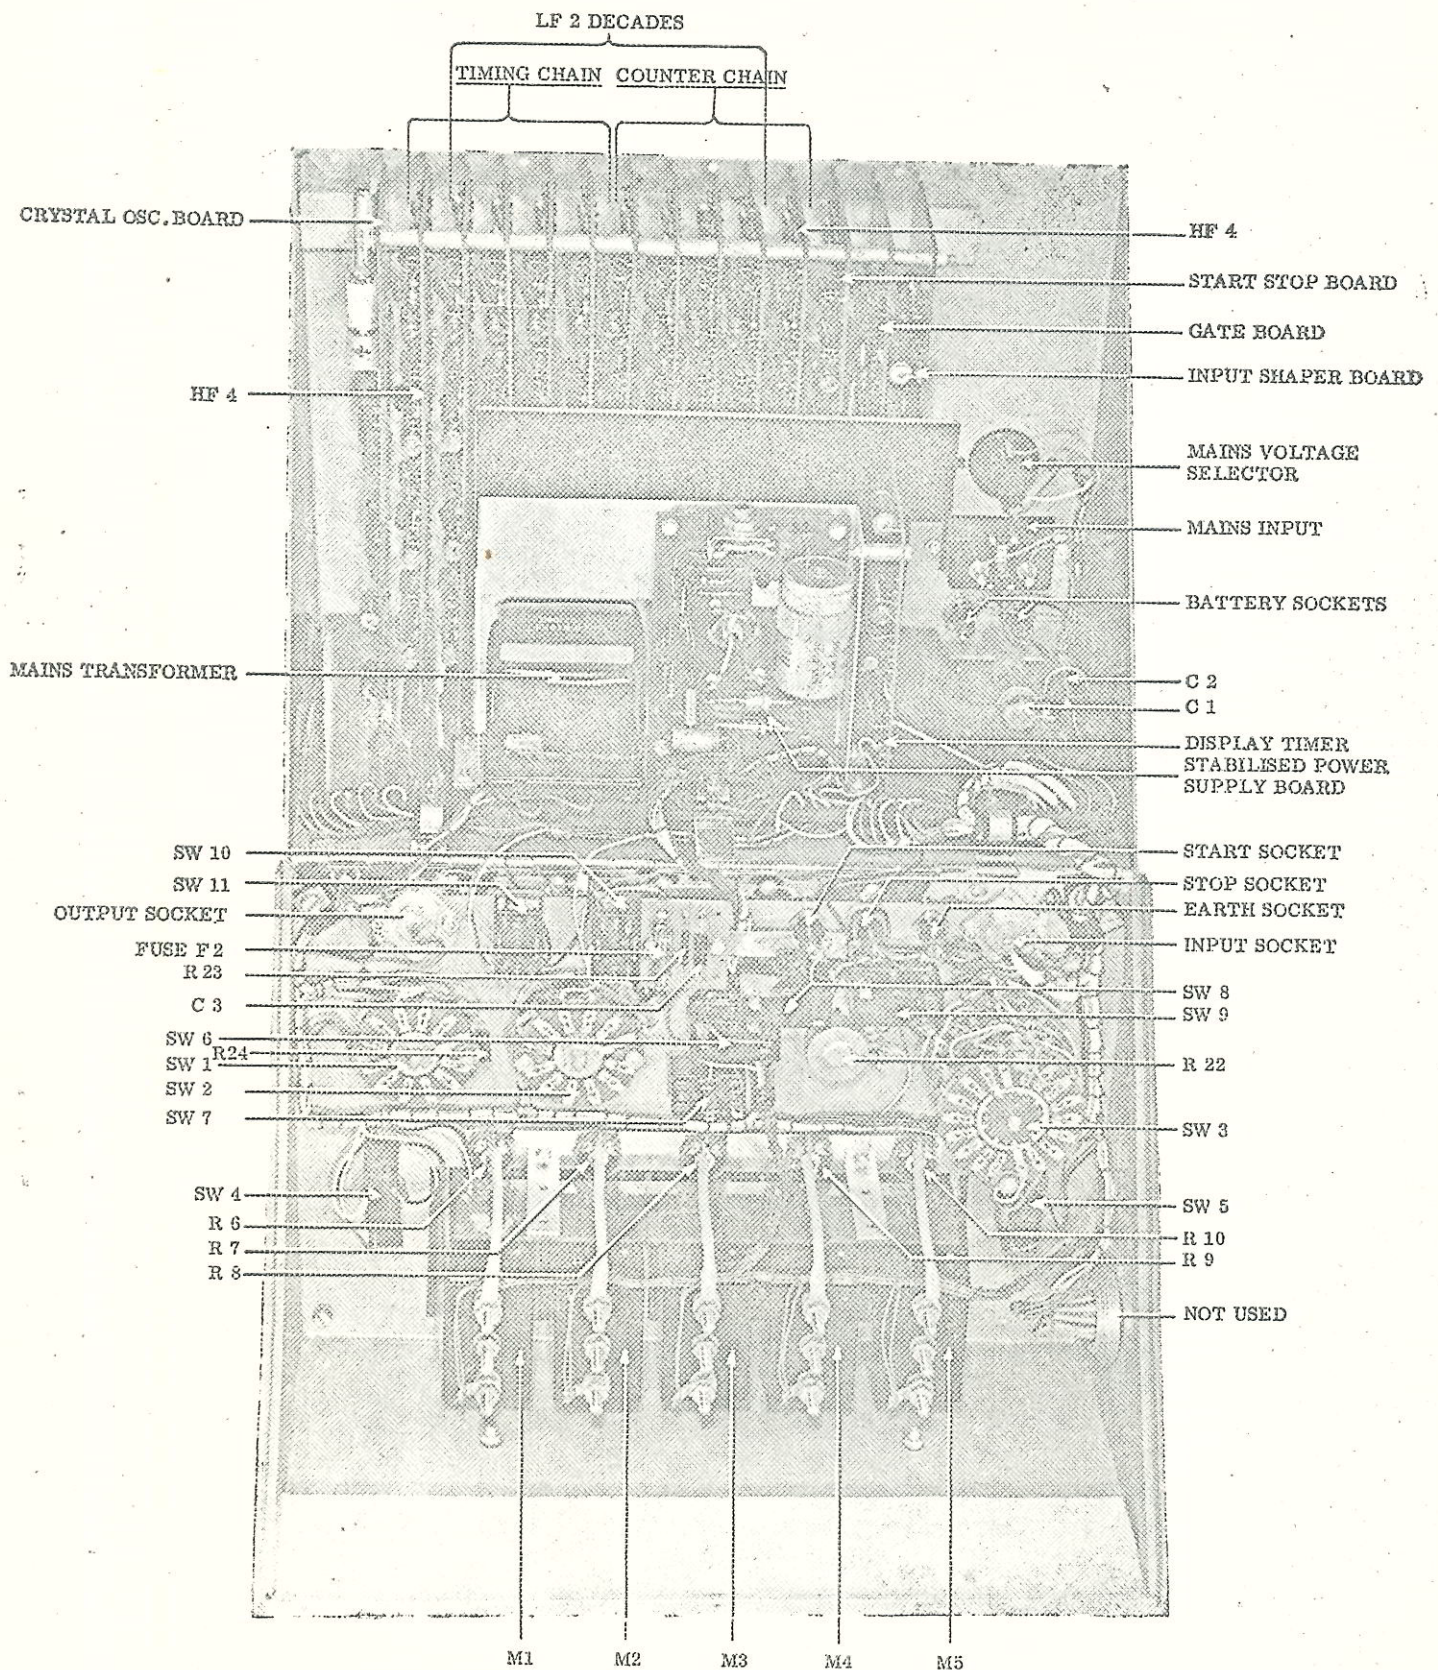 LF 2 DECADES
TIMING CHAIN COUNTER CHAIN
CRYSTAL OSC. BOARD
HF 4
HF 4
START STOP BOARD
GATE BOARD
INPUT SHAPER BOARD
MAINS VOLTAGE
SELECTOR
MAINS INPUT
BATTERY SOCKETS
MAINS TRANSFORMER
C 2
C 1
DISPLAY TIMER
STABILISED POWER
SUPPLY BOARD
SW 10
SW 11
OUTPUT SOCKET
FUSE F 2
R 23
C 3
SW 6
R24
SW 1
SW 2
SW 7
SW 4
R 6
R 7
R 8
START SOCKET
STOP SOCKET
EARTH SOCKET
INPUT SOCKET
SW 8
SW 9
R 22
SW 3
SW 5
R 10
R 9
NOT USED
M1 M2 M3 M4 M5